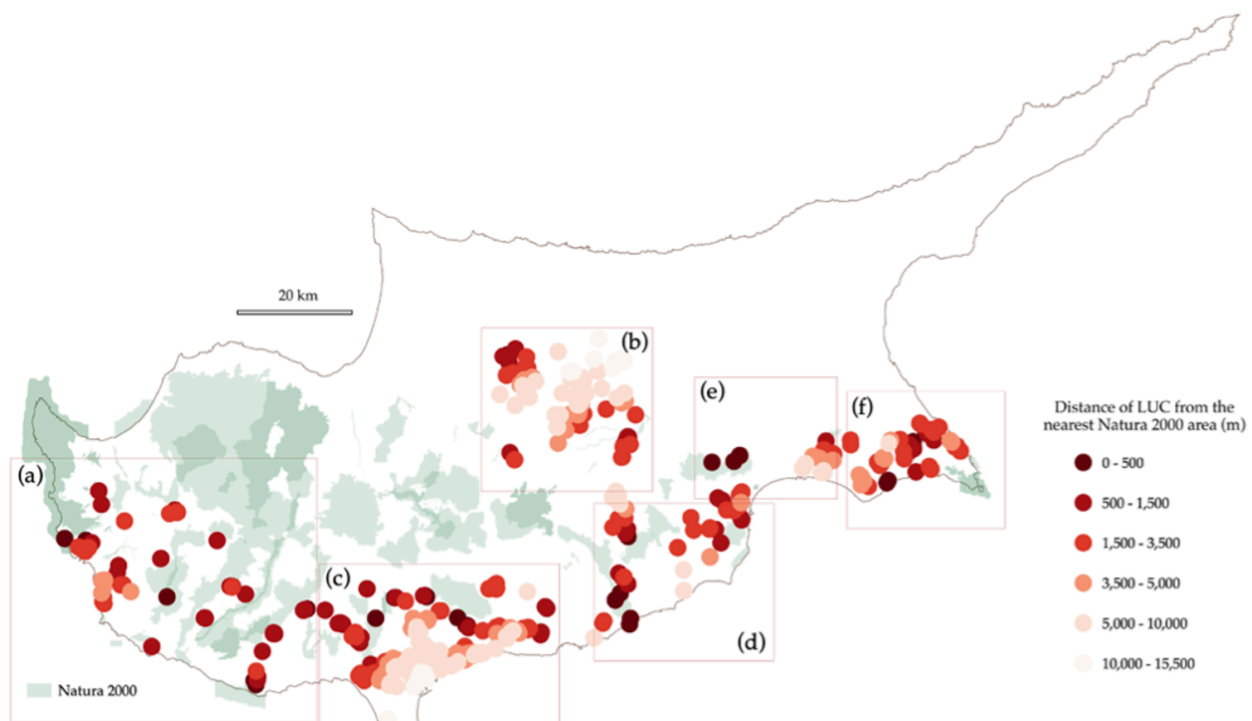 20 km
(b)
(e)
(f)
(a)
(c)
(d)
Natura 2000
Distance of LUC from the
nearest Natura 2000 area (m)
0 - 500
500 - 1,500
1,500 - 3,500
3,500 - 5,000
5,000 - 10,000
10,000 - 15,500